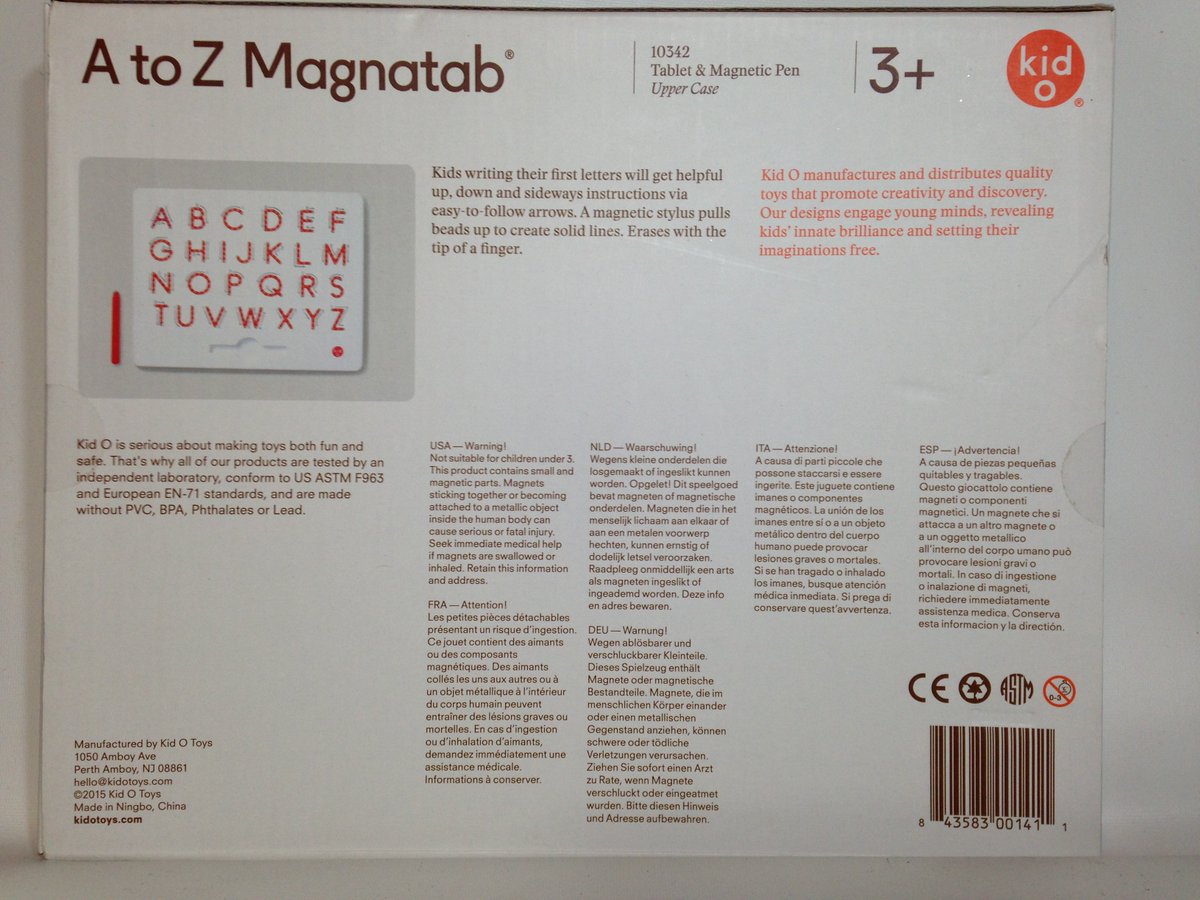 A to Z Magnatab®
10342
Tablet & Magnetic Pen
Upper Case
3+
kid
O
®
A B C D E F
G H I J K L M
N O P Q R S
T U V W X Y Z
Kids writing their first letters will get helpful
up, down and sideways instructions via
easy-to-follow arrows. A magnetic stylus pulls
beads up to create solid lines. Erases with the
tip of a finger.
Kid O manufactures and distributes quality
toys that promote creativity and discovery.
Our designs engage young minds, revealing
kids' innate brilliance and setting their
imaginations free.
Kid O is serious about making toys both fun and
safe. That's why all of our products are tested by an
independent laboratory, conform to US ASTM F963
and European EN-71 standards, and are made
without PVC, BPA, Phthalates or Lead.
USA — Warning!
Not suitable for children under 3.
This product contains small and
magnetic parts. Magnets
sticking together or becoming
attached to a metallic object
inside the human body can
cause serious or fatal injury.
Seek immediate medical help
if magnets are swallowed or
inhaled. Retain this information
and address.
FRA — Attention!
Les petites pièces détachables
présentant un risque d'ingestion.
Ce jouet contient des aimants
ou des composants
magnétiques. Des aimants
collés les uns aux autres ou à
un objet métallique à l'intérieur
du corps humain peuvent
entraîner des lésions graves ou
mortelles. En cas d'ingestion
ou d'inhalation d'aimants,
demandez immédiatement une
assistance médicale.
Informations à conserver.
NLD — Waarschuwing!
Wegens kleine onderdelen die
losgemaakt of ingeslikt kunnen
worden. Opgelet! Dit speelgoed
bevat magneten of magnetische
onderdelen. Magneten die in het
menselijk lichaam aan elkaar of
aan een metalen voorwerp
hechten, kunnen ernstig of
dodelijk letsel veroorzaken.
Raadpleeg onmiddellijk een arts
als magneten ingeslikt of
ingeademd worden. Deze info
en adres bewaren.
DEU — Warnung!
Wegen ablösbarer und
verschluckbarer Kleinteile.
Dieses Spielzeug enthält
Magnete oder magnetische
Bestandteile. Magnete, die im
menschlichen Körper einander
oder einen metallischen
Gegenstand anziehen, können
schwere oder tödliche
Verletzungen verursachen.
Ziehen Sie sofort einen Arzt
zu Rate, wenn Magnete
verschluckt oder eingeatmet
wurden. Bitte diesen Hinweis
und Adresse aufbewahren.
ITA — Attenzione!
A causa di parti piccole che
possone staccarsi e essere
ingerite. Este juguete contiene
imanes o componentes
magnéticos. La unión de los
imanes entre sí o a un objeto
metálico dentro del cuerpo
humano puede provocar
lesiones graves o mortales.
Si se han tragado o inhalado
los imanes, busque atención
médica inmediata. Si prega di
conservare quest'avvertenza.
ESP — ¡Advertencia!
A causa de piezas pequeñas
quitables y tragables.
Questo giocattolo contiene
magneti o componenti
magnetici. Un magnete che si
attacca a un altro magnete o
a un oggetto metallico
all'interno del corpo umano può
provocare lesioni gravi o
mortali. In caso di ingestione
o inalazione di magneti,
richiedere immediatamente
assistenza medica. Conserva
esta informacion y la direction.
Manufactured by Kid O Toys
1050 Amboy Ave
Perth Amboy, NJ 08861
hello@kidotoys.com
©2015 Kid O Toys
Made in Ningbo, China
kidotoys.com
CE
ASTM
0-3
8 43583 00141 1